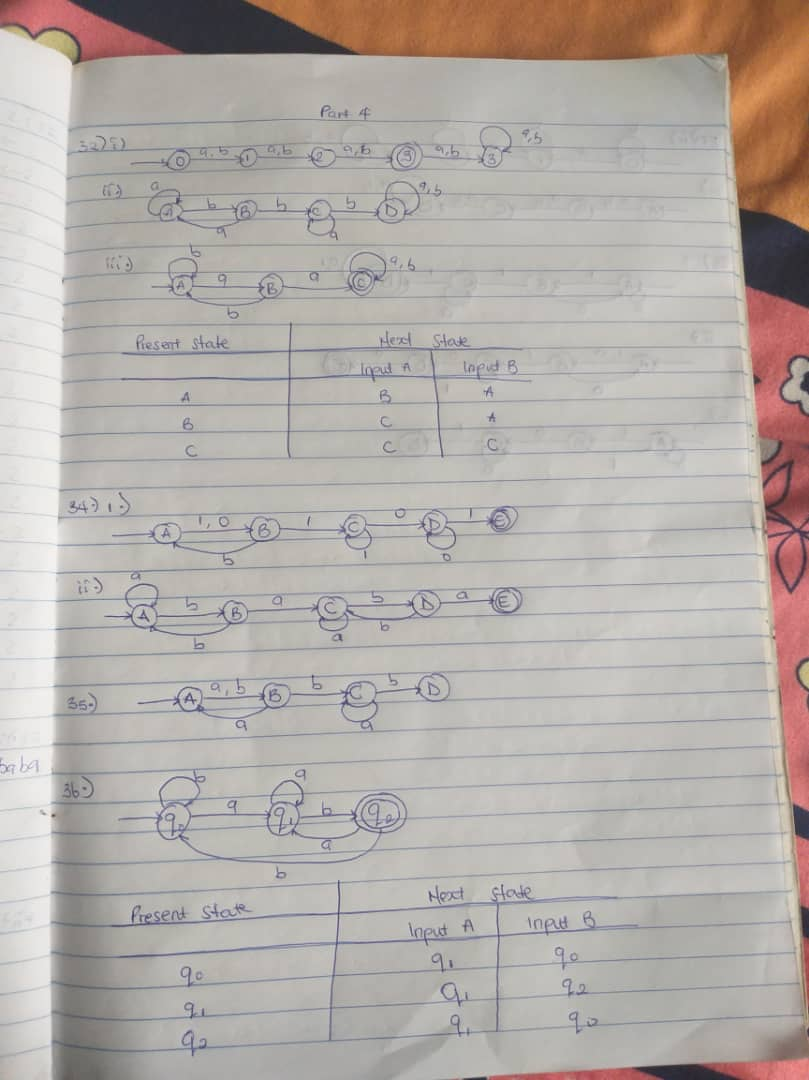 Part 4
32) i) 0 a,b 1 a,b 2 a,b 3 a,b 3 a,b
ii) a A b B a b C a b D a,b
iii) b A a B b a C a,b
Present State Next State
Input A Input B
A B A
B C A
C C C
34) i) A 1, 0 B b 1 C 1 0 D 0 1 E
ii) a A b B b a C a b D b a E
35) A a, b B a b C a b D
baba
36) b q0 a q1 a b q2 a b
Present State Next State
Input A Input B
q0 q1 q0
q1 q1 q2
q2 q1 q0